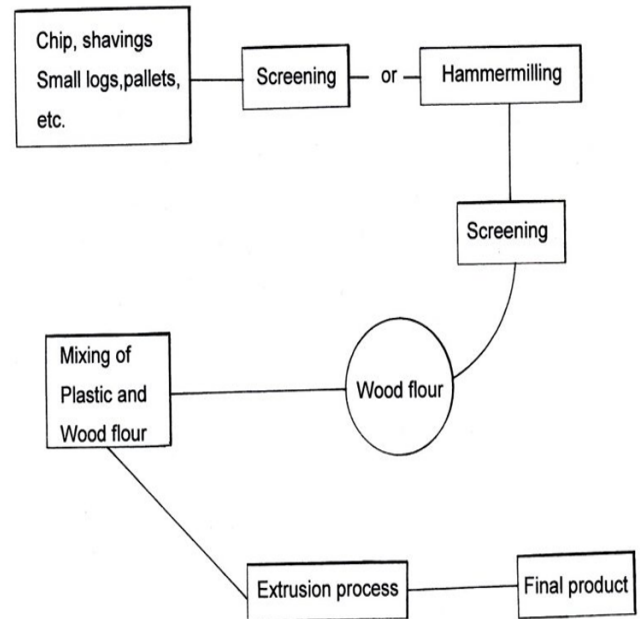 Chip, shavings
Small logs,pallets,
etc.
Screening
or
Hammermilling
Screening
Wood flour
Mixing of
Plastic and
Wood flour
Extrusion process
Final product